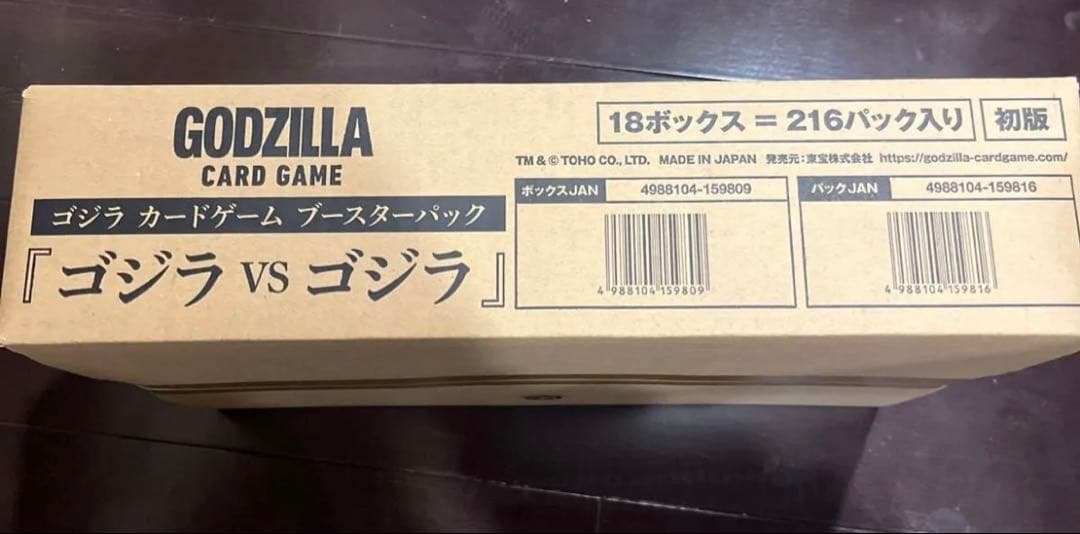 GODZILLA
CARD GAME
ゴジラ カードゲーム ブースターパック
『ゴジラ VS ゴジラ』
18ボックス = 216パック入り 初版
TM & © TOHO CO., LTD. MADE IN JAPAN 発売元:東宝株式会社 https://godzilla-cardgame.com/
ボックスJAN 4988104-159809
4 988104 159809
パックJAN 4988104-159816
4 988104 159816